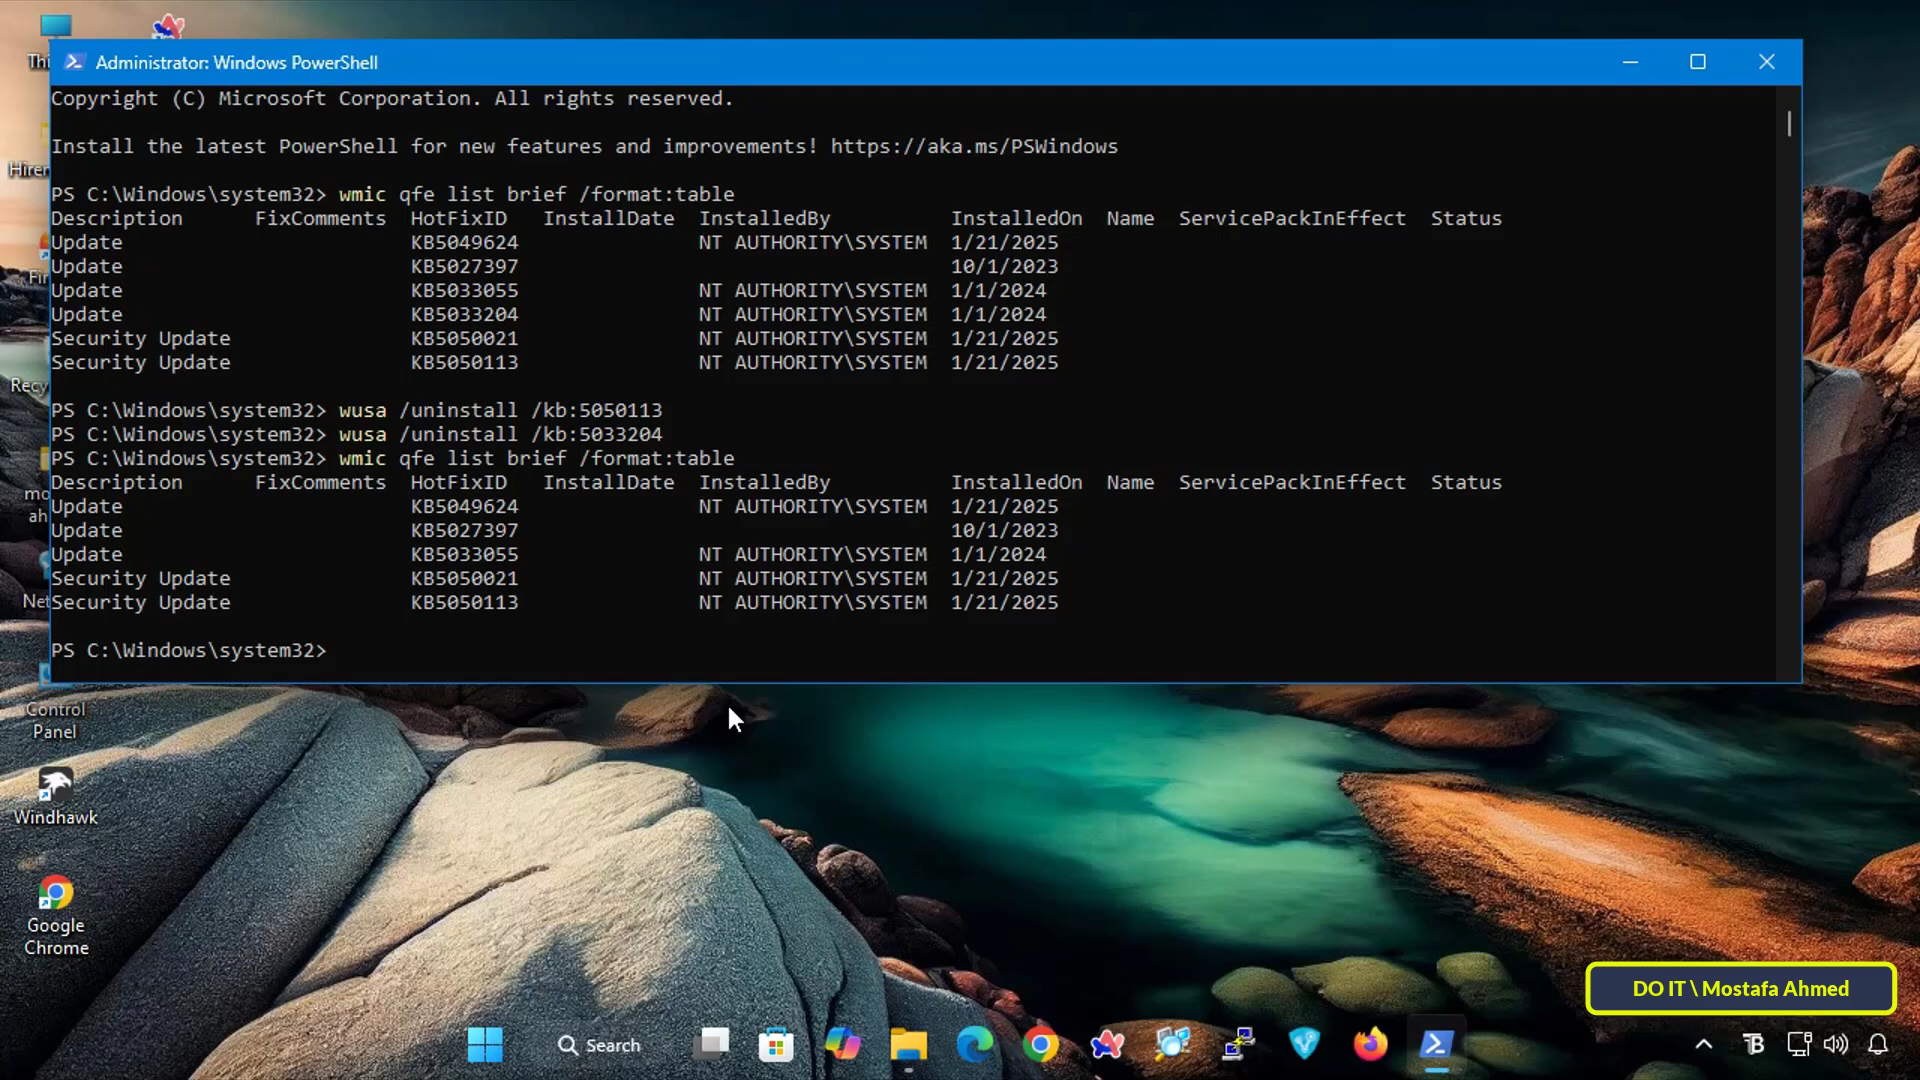 Administrator: Windows PowerShell
Copyright (C) Microsoft Corporation. All rights reserved.
Install the latest PowerShell for new features and improvements! https://aka.ms/PSWindows
PS C:\Windows\system32> wmic qfe list brief /format:table
Description FixComments HotFixID InstallDate InstalledBy InstalledOn Name ServicePackInEffect Status
Update KB5049624 NT AUTHORITY\SYSTEM 1/21/2025
Update KB5027397 10/1/2023
Update KB5033055 NT AUTHORITY\SYSTEM 1/1/2024
Update KB5033204 NT AUTHORITY\SYSTEM 1/1/2024
Security Update KB5050021 NT AUTHORITY\SYSTEM 1/21/2025
Security Update KB5050113 NT AUTHORITY\SYSTEM 1/21/2025
PS C:\Windows\system32> wusa /uninstall /kb:5050113
PS C:\Windows\system32> wusa /uninstall /kb:5033204
PS C:\Windows\system32> wmic qfe list brief /format:table
Description FixComments HotFixID InstallDate InstalledBy InstalledOn Name ServicePackInEffect Status
Update KB5049624 NT AUTHORITY\SYSTEM 1/21/2025
Update KB5027397 10/1/2023
Update KB5033055 NT AUTHORITY\SYSTEM 1/1/2024
Security Update KB5050021 NT AUTHORITY\SYSTEM 1/21/2025
Security Update KB5050113 NT AUTHORITY\SYSTEM 1/21/2025
PS C:\Windows\system32>
Control
Panel
Windhawk
Google
Chrome
DO IT \ Mostafa Ahmed
Search